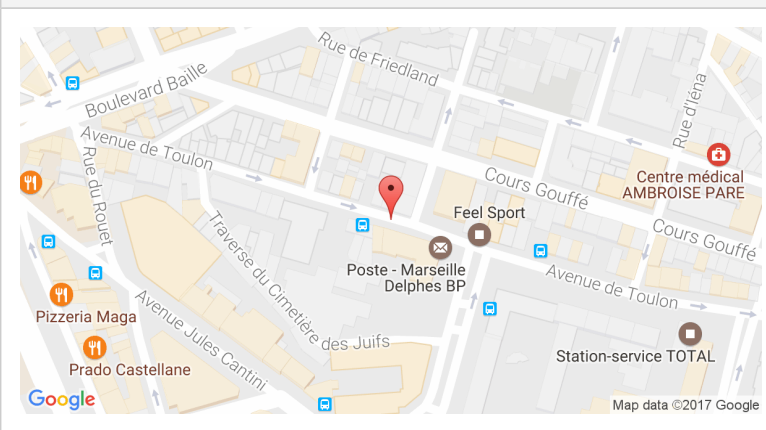 Rue de Friedland
Boulevard Baille
Rue d'Iéna
Avenue de Toulon
Rue du Rouet
Centre médical
AMBROISE PARE
Cours Gouffé
Feel Sport
Cours Gouffé
Traverse du Cimetière des Juifs
Poste - Marseille
Delphes BP
Avenue de Toulon
Pizzeria Maga
Avenue Jules Cantini
Station-service TOTAL
Prado Castellane
Google
Map data ©2017 Google